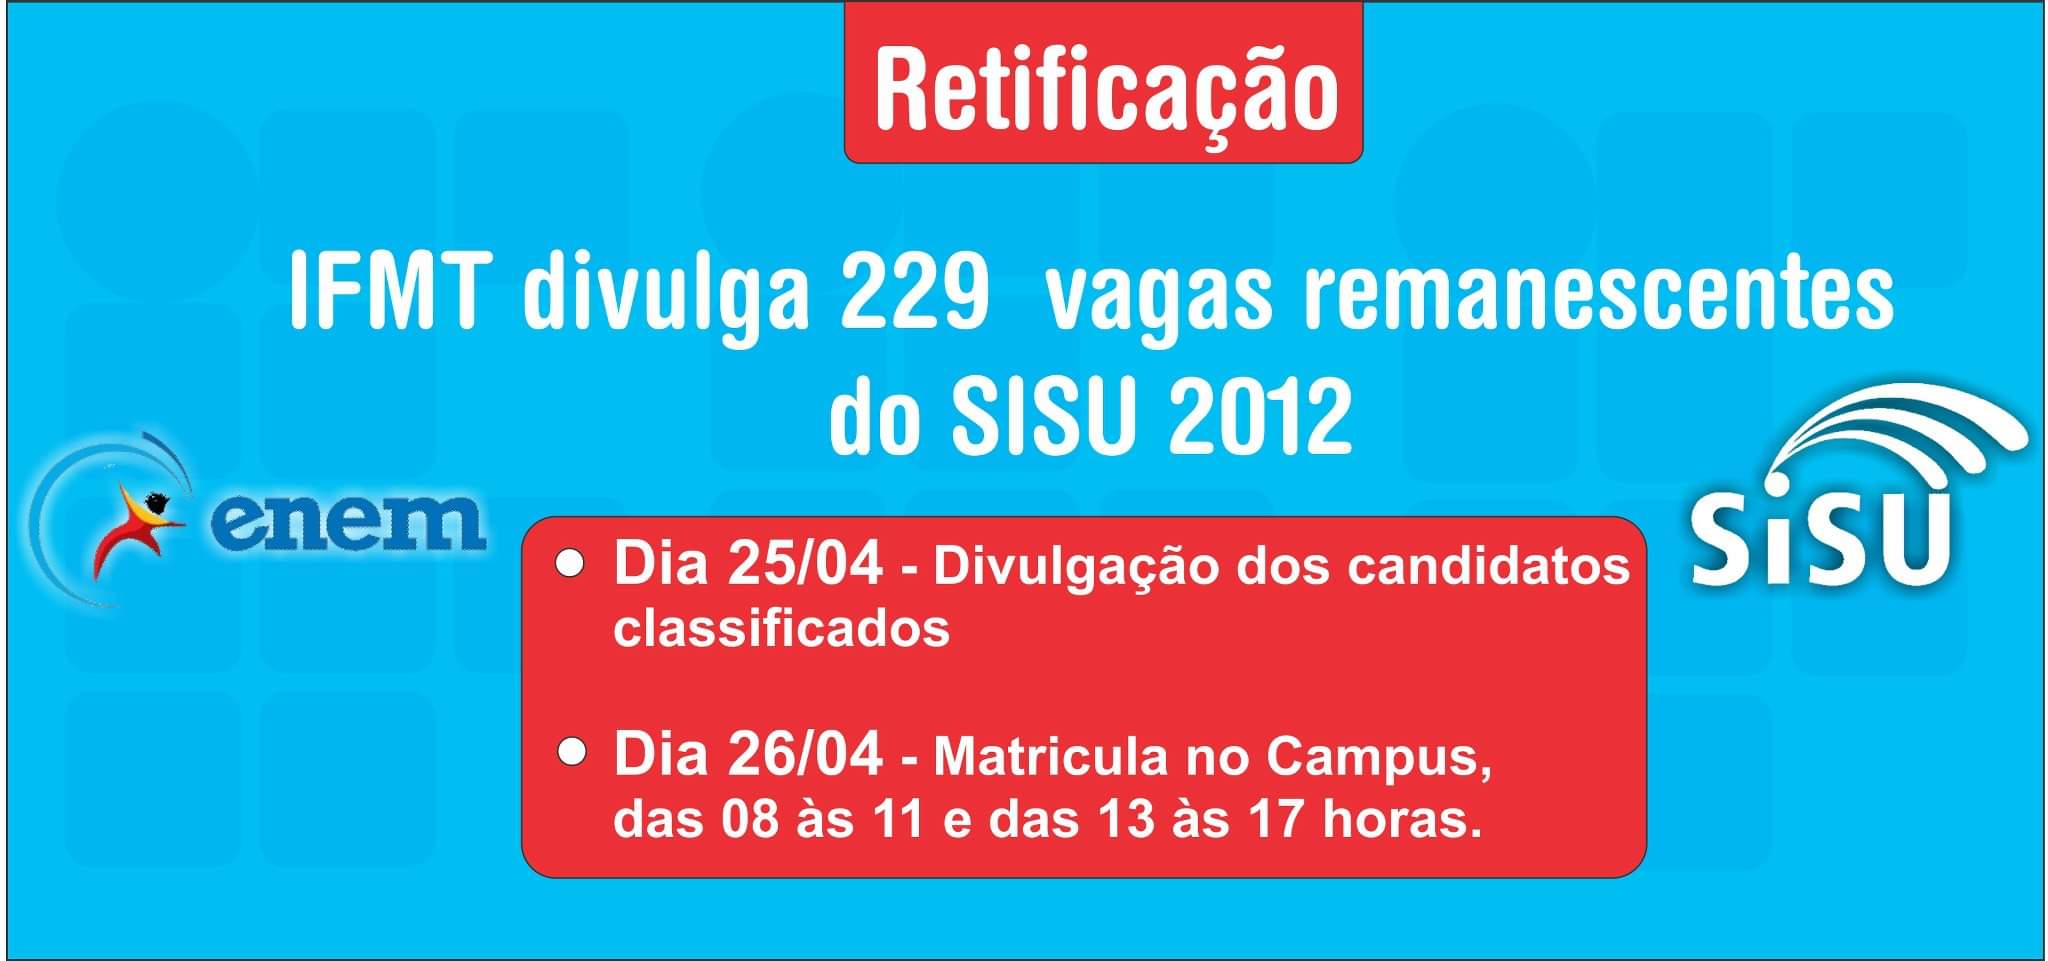 Retificação
IFMT divulga 229 vagas remanescentes
do SISU 2012
enem
SiSU
Dia 25/04 - Divulgação dos candidatos
classificados
Dia 26/04 - Matricula no Campus,
das 08 às 11 e das 13 às 17 horas.